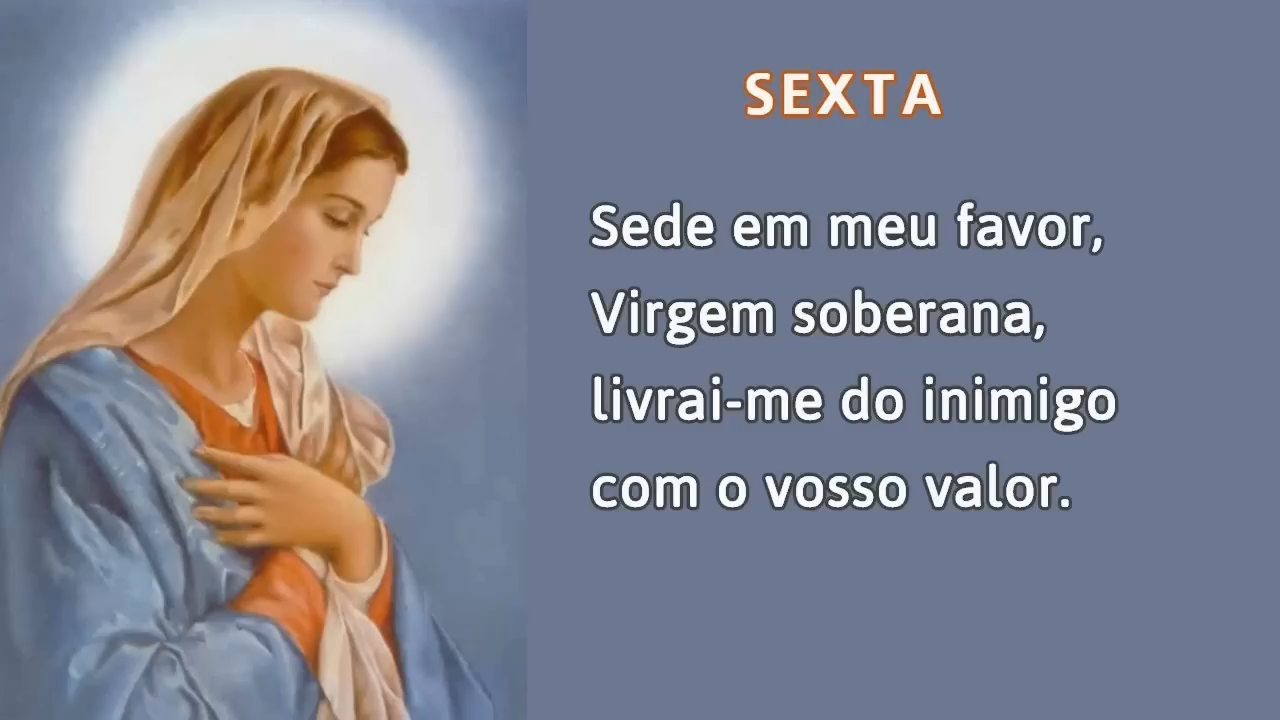 SEXTA
Sede em meu favor,
Virgem soberana,
livrai-me do inimigo
com o vosso valor.